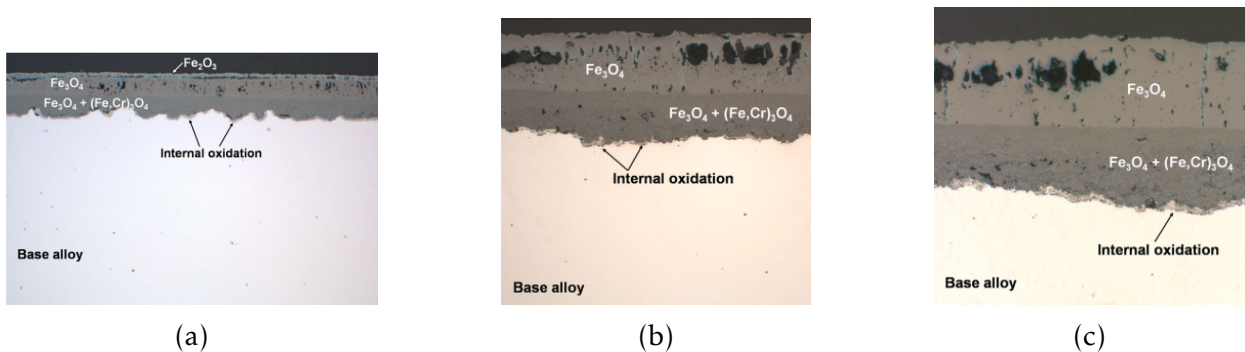 Fe₂O₃
Fe₃O₄
Fe₃O₄ + (Fe,Cr)₃O₄
Internal oxidation
Base alloy
(a)
Fe₃O₄
Fe₃O₄ + (Fe,Cr)₃O₄
Internal oxidation
Base alloy
(b)
Fe₃O₄
Fe₃O₄ + (Fe,Cr)₃O₄
Internal oxidation
Base alloy
(c)